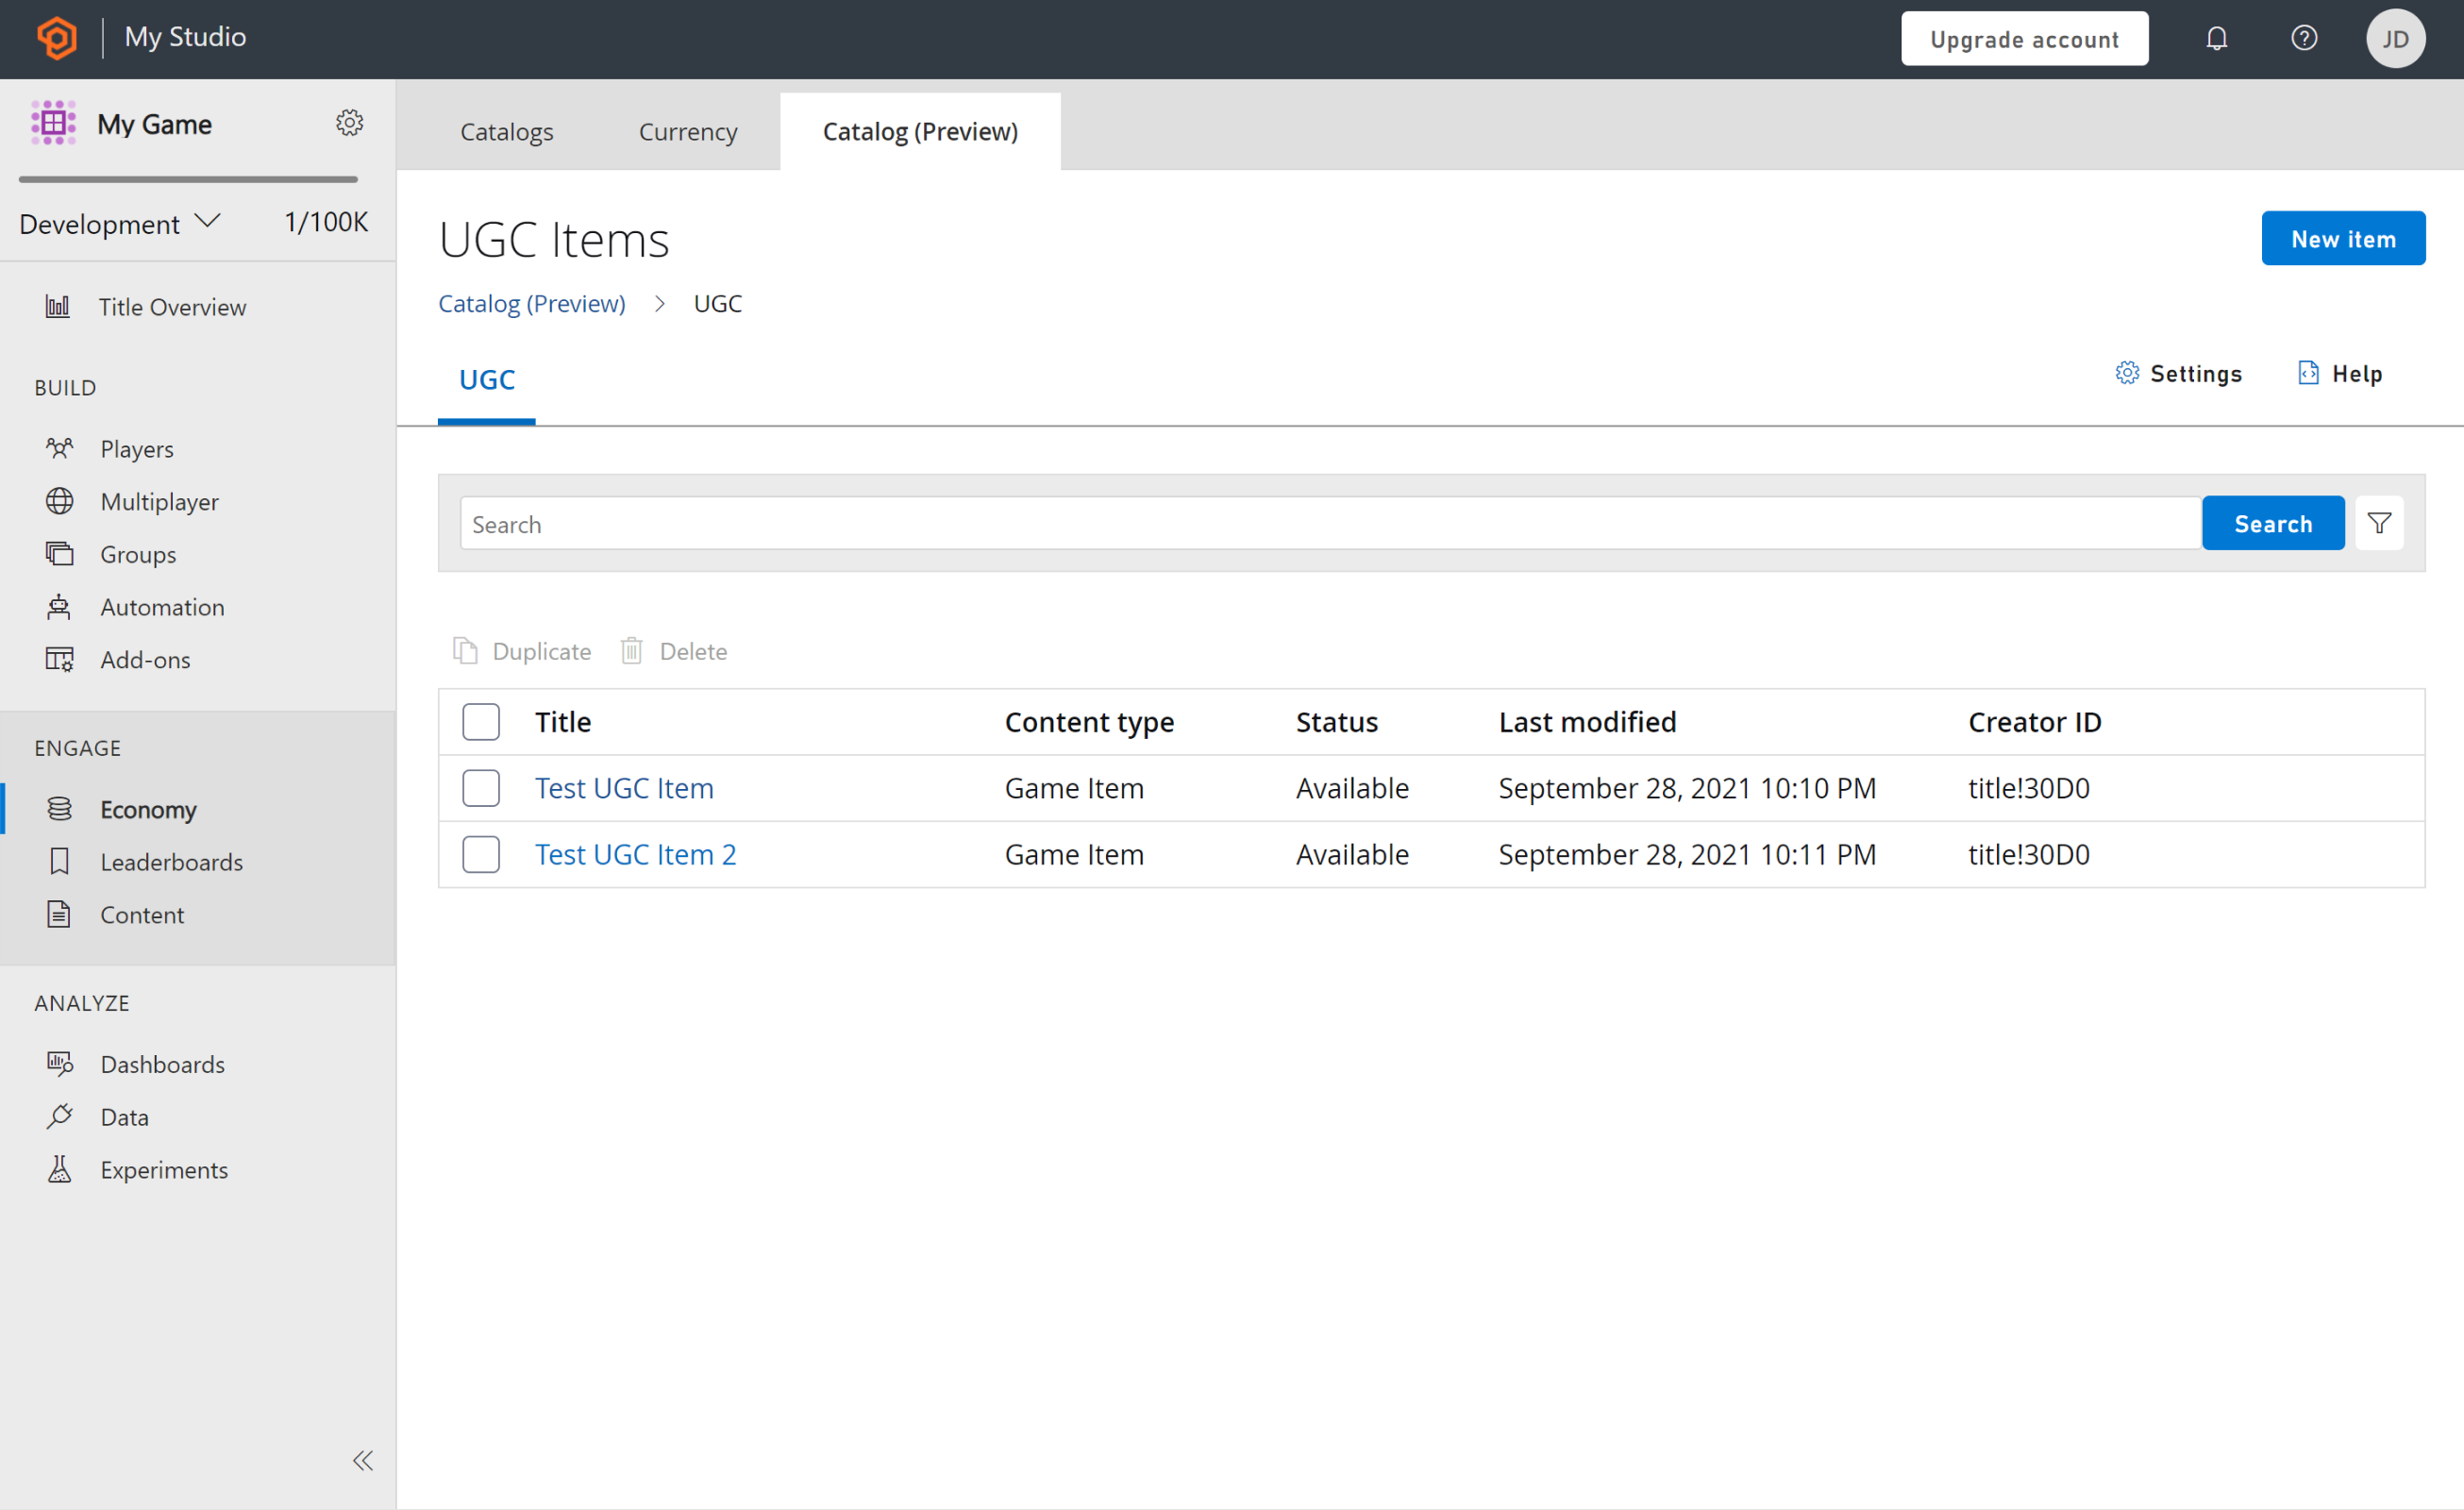 My Studio
Upgrade account
JD
My Game
Development
1/100K
Title Overview
BUILD
Players
Multiplayer
Groups
Automation
Add-ons
ENGAGE
Economy
Leaderboards
Content
ANALYZE
Dashboards
Data
Experiments
Catalogs
Currency
Catalog (Preview)
UGC Items
New item
Catalog (Preview) > UGC
UGC
Settings
Help
Search
Search
Duplicate
Delete
Title Content type Status Last modified Creator ID
Test UGC Item Game Item Available September 28, 2021 10:10 PM title!30D0
Test UGC Item 2 Game Item Available September 28, 2021 10:11 PM title!30D0